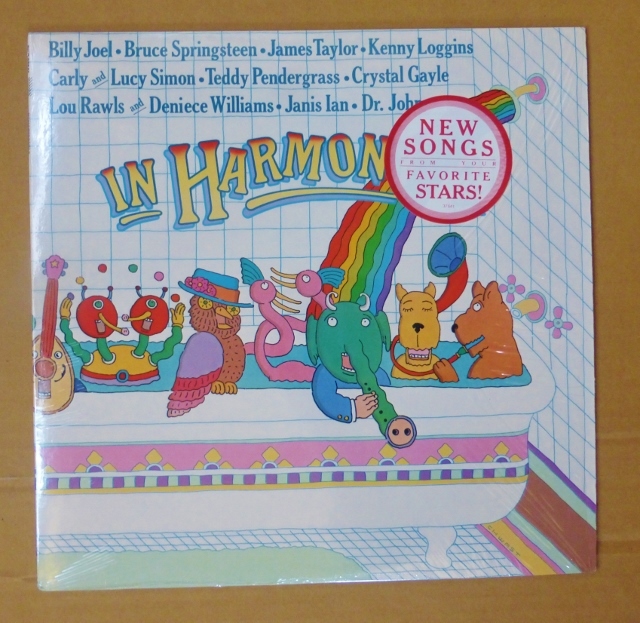 Billy Joel • Bruce Springsteen • James Taylor • Kenny Loggins
Carly and Lucy Simon • Teddy Pendergrass • Crystal Gayle
Lou Rawls and Deniece Williams • Janis Ian • Dr. John
IN HARMON
NEW
SONGS
FROM YOUR
FAVORITE
STARS!